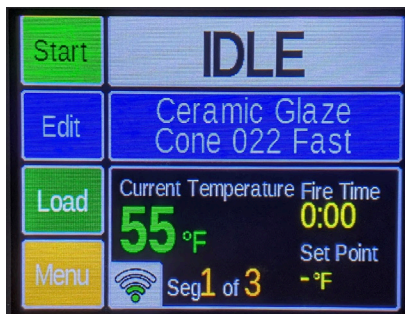 Start
IDLE
Edit
Ceramic Glaze
Cone 022 Fast
Load
Current Temperature
Fire Time
55 °F
0:00
Set Point
- °F
Menu
Seg 1 of 3